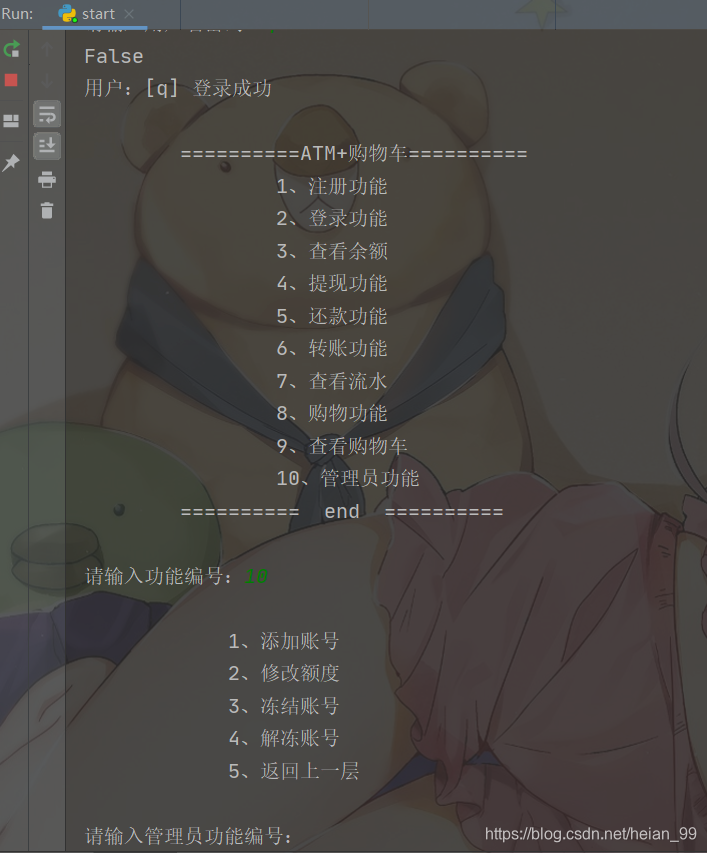 Run: start
False
用户：[q] 登录成功
==========ATM+购物车==========
1、注册功能
2、登录功能
3、查看余额
4、提现功能
5、还款功能
6、转账功能
7、查看流水
8、购物功能
9、查看购物车
10、管理员功能
========== end ==========
请输入功能编号：10
1、添加账号
2、修改额度
3、冻结账号
4、解冻账号
5、返回上一层
请输入管理员功能编号：
https://blog.csdn.net/heian_99